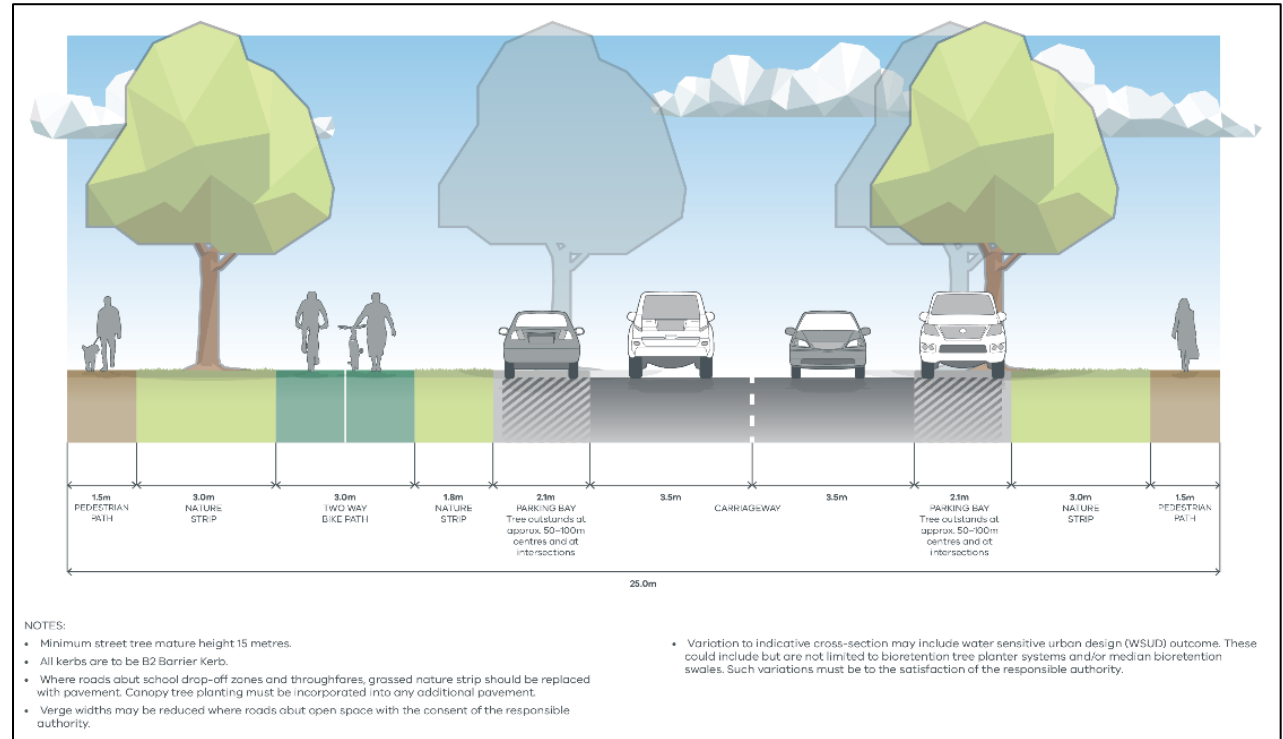 1.5m
PEDESTRIAN
PATH
3.0m
NATURE
STRIP
3.0m
TWO WAY
BIKE PATH
1.8m
NATURE
STRIP
2.1m
PARKING BAY
Tree outstands at
approx. 50–100m
centres and at
intersections
3.5m
CARRIAGEWAY
3.5m
2.1m
PARKING BAY
Tree outstands at
approx. 50–100m
centres and at
intersections
3.0m
NATURE
STRIP
1.5m
PEDESTRIAN
PATH
25.0m
NOTES:
• Minimum street tree mature height 15 metres.
• All kerbs are to be B2 Barrier Kerb.
• Where roads abut school drop-off zones and throughfares, grassed nature strip should be replaced
with pavement. Canopy tree planting must be incorporated into any additional pavement.
• Verge widths may be reduced where roads abut open space with the consent of the responsible
authority.
• Variation to indicative cross-section may include water sensitive urban design (WSUD) outcome. These
could include but are not limited to bioretention tree planter systems and/or median bioretention
swales. Such variations must be to the satisfaction of the responsible authority.